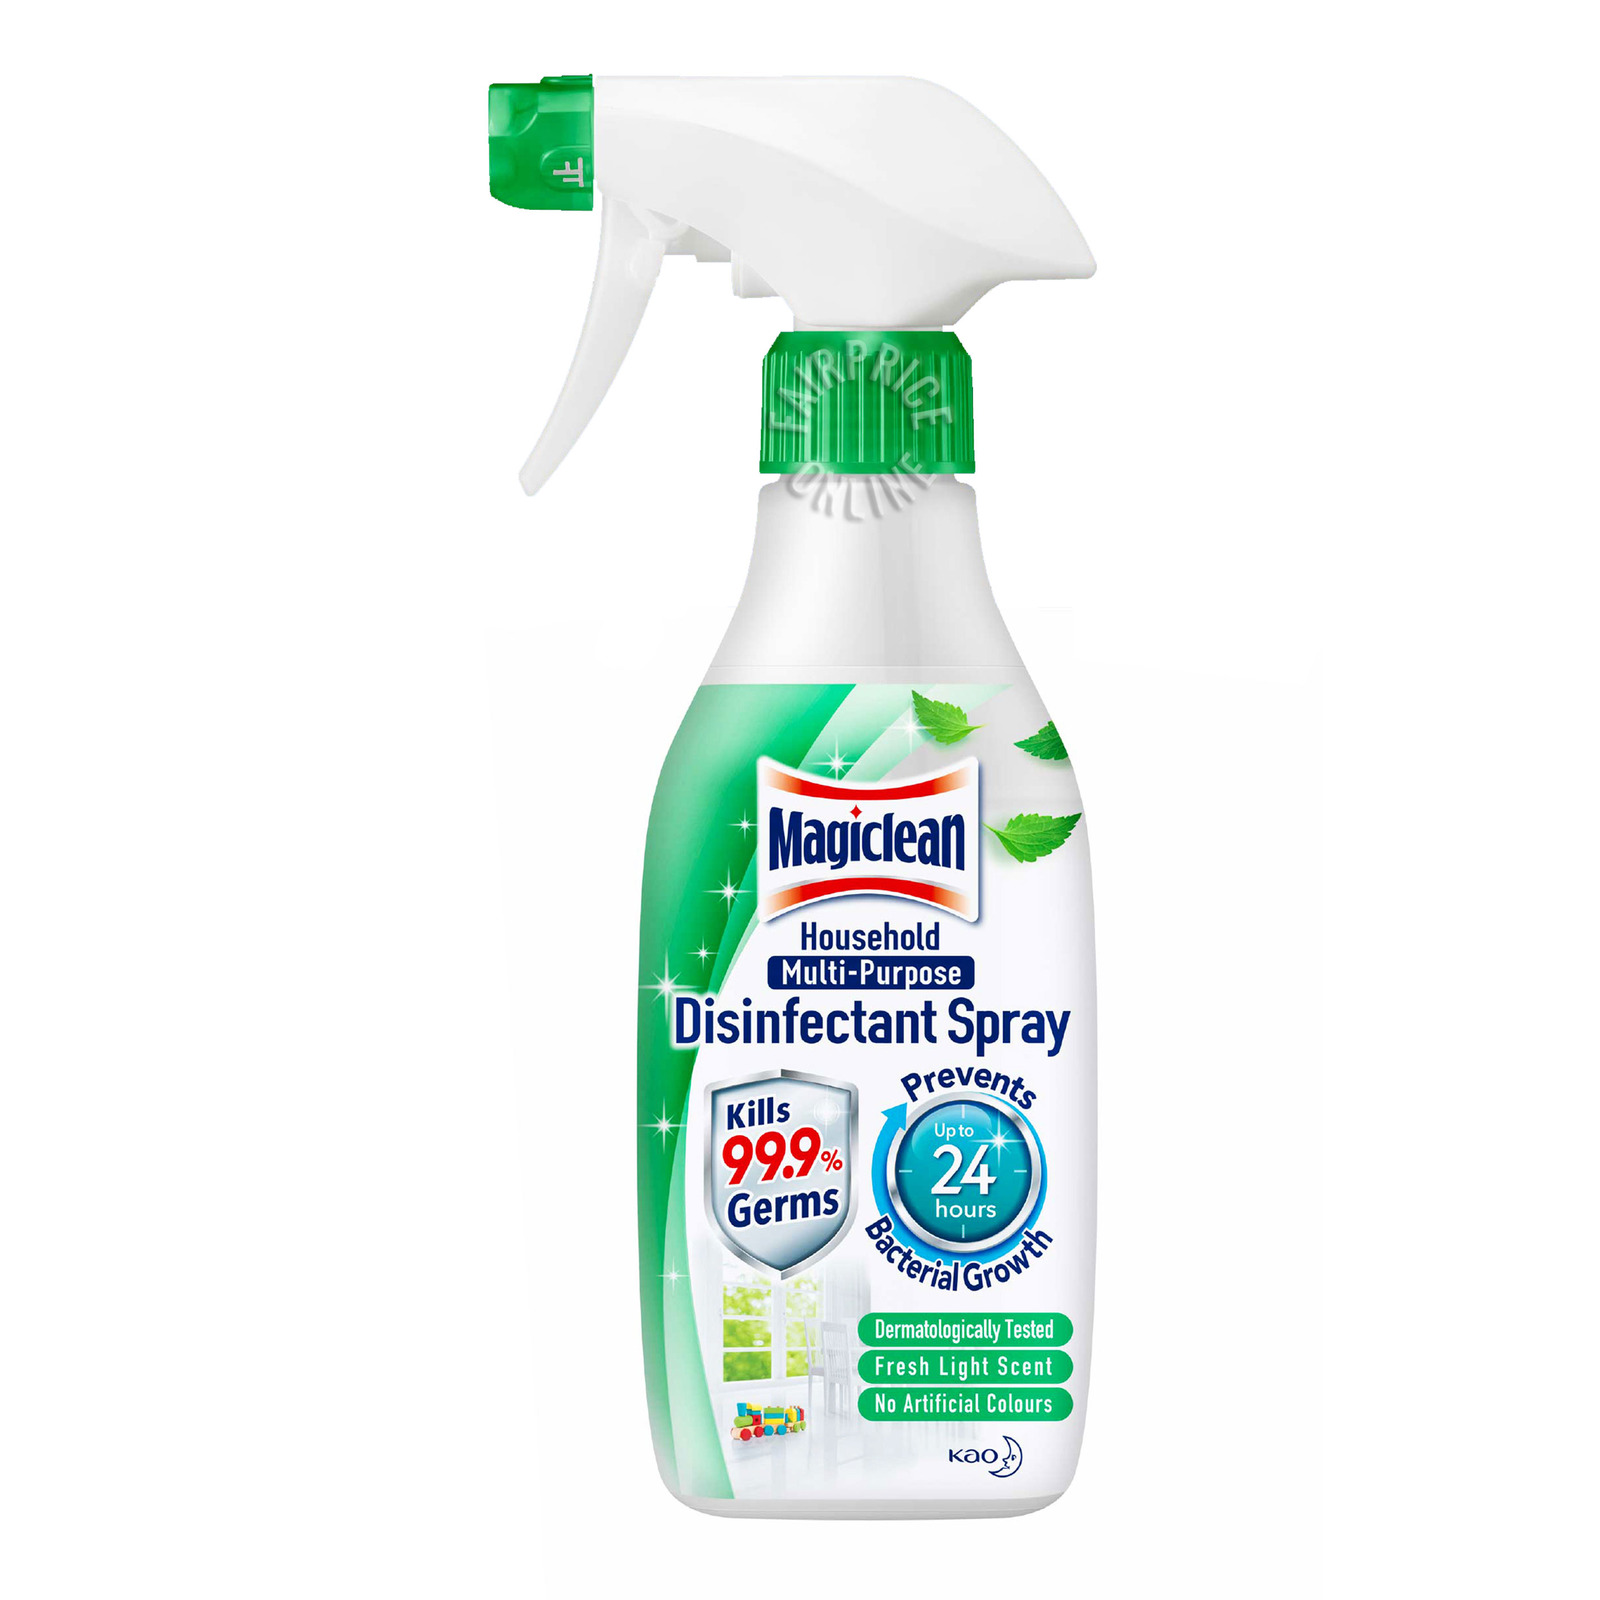 FAIRPRICE
ONLINE
Magiclean
Household
Multi-Purpose
Disinfectant Spray
Kills
99.9%
Germs
Prevents
Up to
24
hours
Bacterial Growth
Dermatologically Tested
Fresh Light Scent
No Artificial Colours
Kao